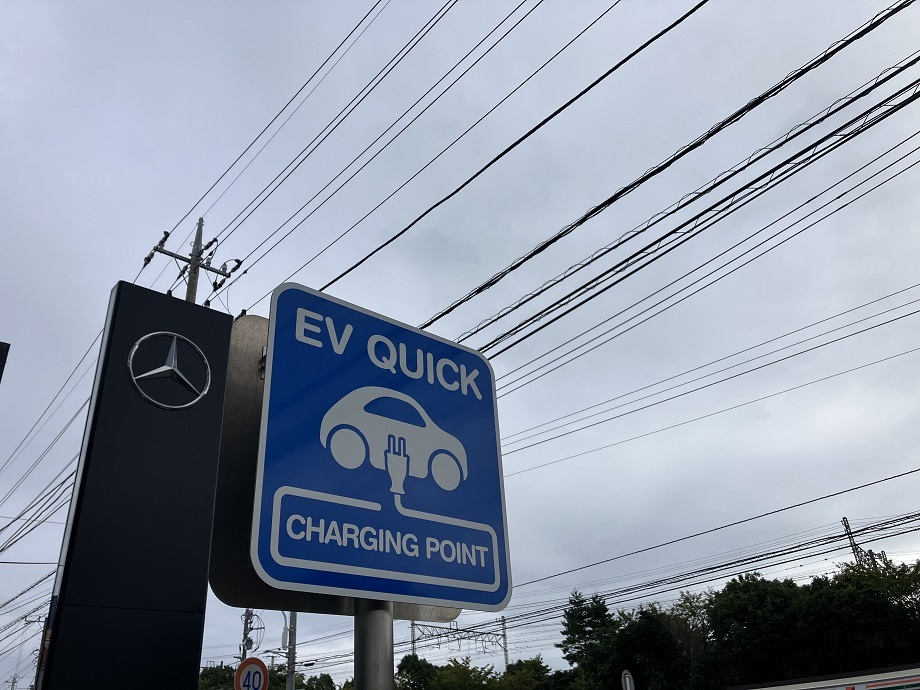 EV QUICK
CHARGING POINT
40